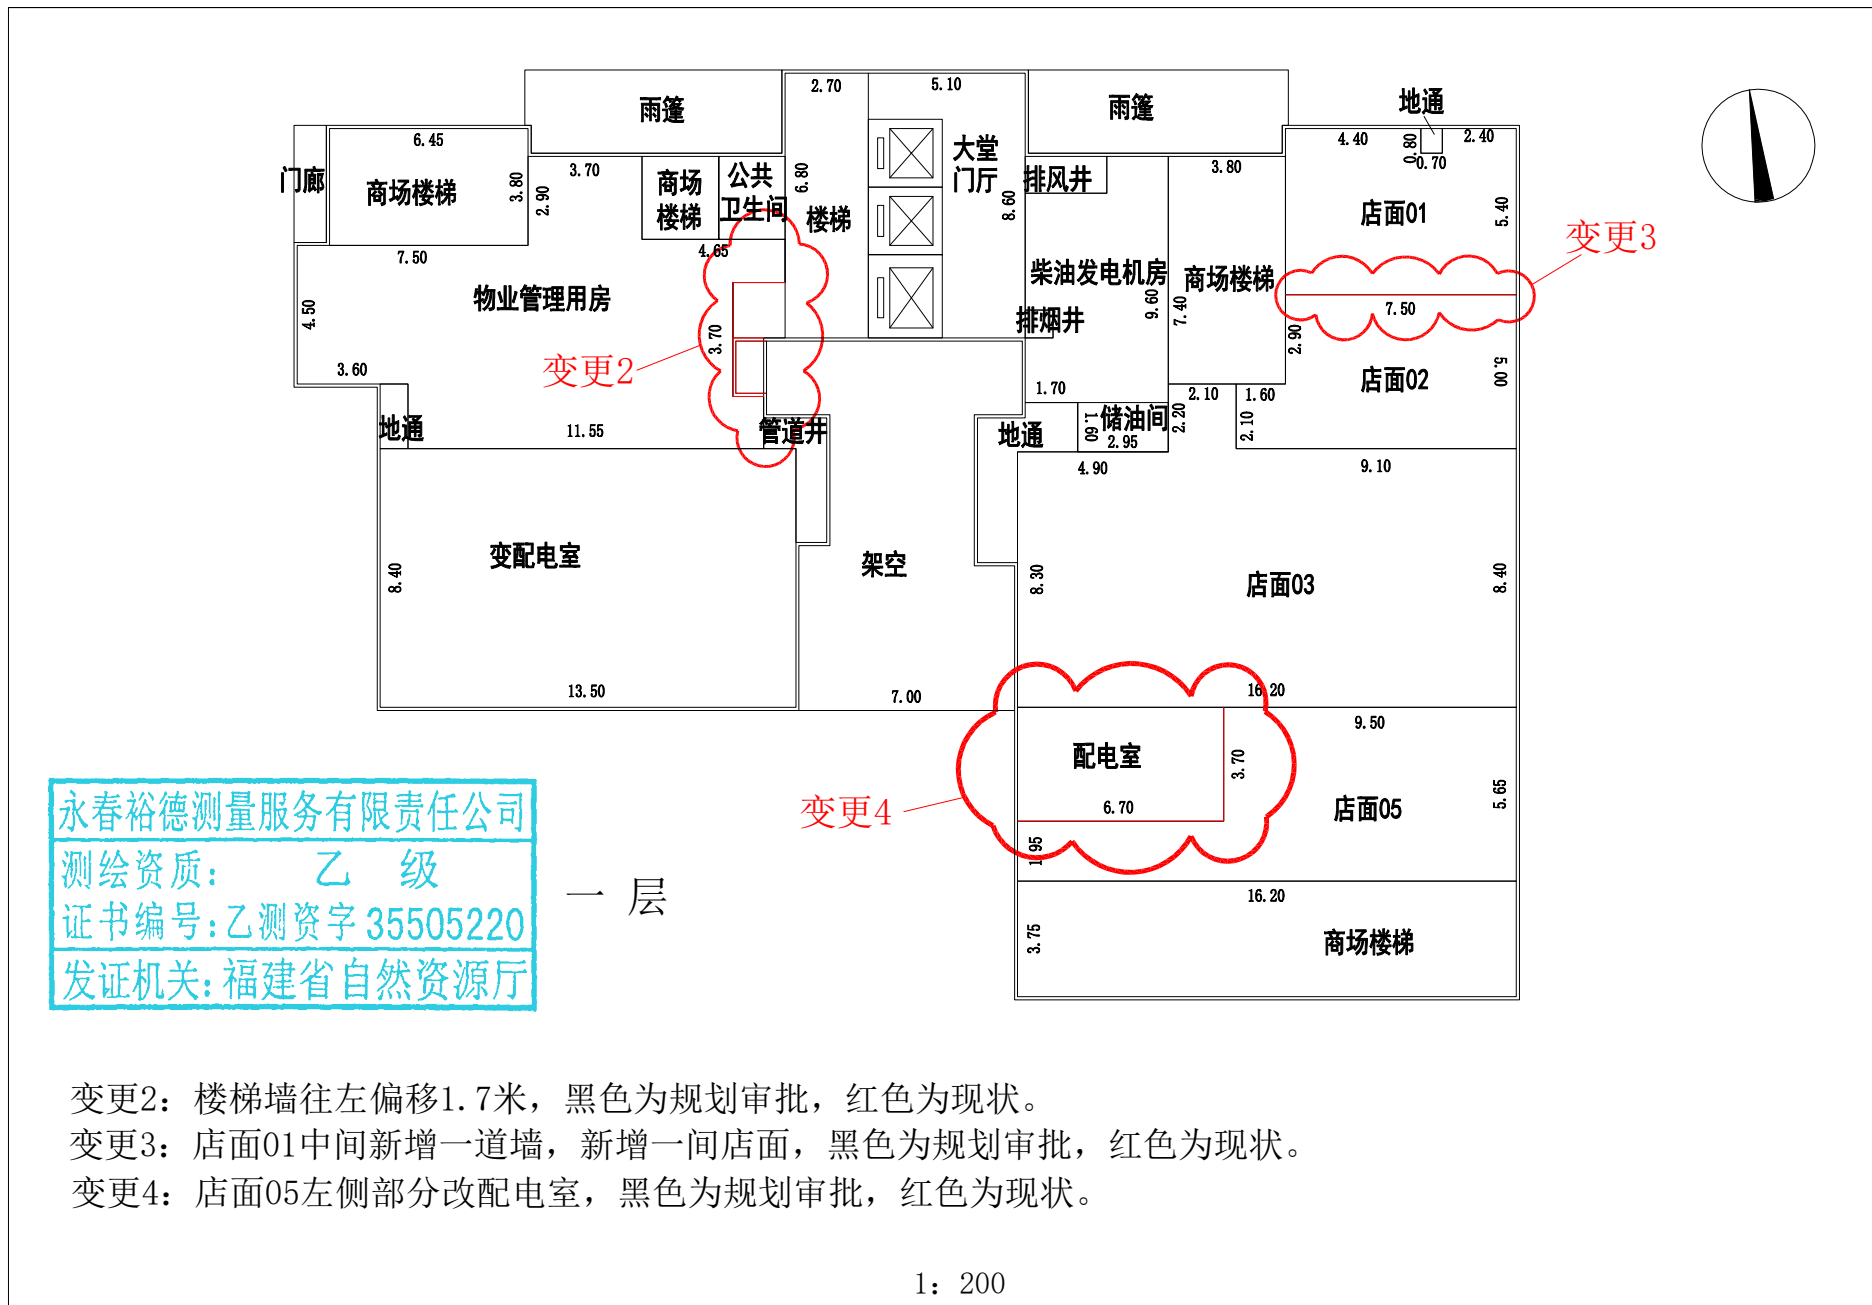 2.70
5.10
雨篷
雨篷
地通
6.45
大堂
门厅
4.40
0.80
2.40
0.70
门廊
商场楼梯
3.80
2.90
3.70
商场
楼梯
公共
卫生间
6.80
楼梯
8.60
排风井
3.80
店面01
5.40
变更3
7.50
4.65
物业管理用房
4.50
柴油发电机房
9.60
7.40
商场楼梯
7.50
排烟井
3.70
变更2
2.90
3.60
1.70
2.10
1.60
店面02
5.00
地通
11.55
管道井
地通
1.60
储油间
2.95
2.20
2.10
4.90
9.10
变配电室
8.40
架空
8.30
店面03
8.40
13.50
7.00
16.20
9.50
配电室
3.70
6.70
变更4
店面05
5.65
1.95
16.20
3.75
商场楼梯
永春裕德测量服务有限责任公司
测绘资质: 乙 级
证书编号:乙测资字35505220
发证机关:福建省自然资源厅
一 层
变更2：楼梯墙往左偏移1.7米，黑色为规划审批，红色为现状。
变更3：店面01中间新增一道墙，新增一间店面，黑色为规划审批，红色为现状。
变更4：店面05左侧部分改配电室，黑色为规划审批，红色为现状。
1：200